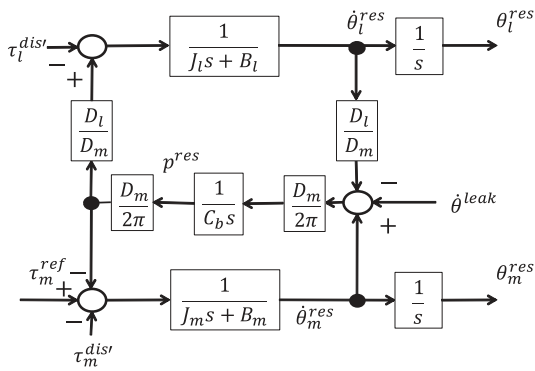 τ_l^{dis′} − + 1/(J_l s + B_l) θ̇_l^{res} 1/s θ_l^{res}
D_l/D_m D_l/D_m
p^{res} −
D_m/2π 1/(C_b s) D_m/2π − θ̇^{leak}
+
τ_m^{ref} + − 1/(J_m s + B_m) θ̇_m^{res} 1/s θ_m^{res}
−
τ_m^{dis′}